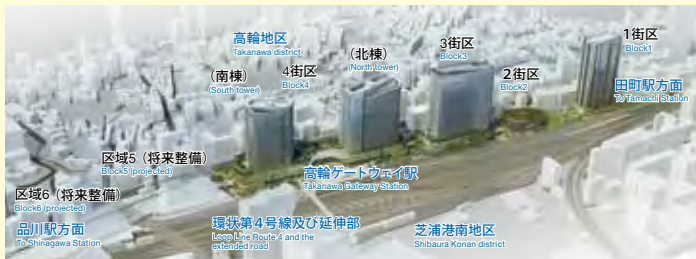 1街区
Block1
高輪地区
Takanawa district
3街区
Block3
（北棟）
(North tower)
4街区
Block4
（南棟）
(South tower)
2街区
Block2
田町駅方面
To Tamachi Station
区域5（将来整備）
Block5 (projected)
高輪ゲートウェイ駅
Takanawa Gateway Station
区域6（将来整備）
Block6 (projected)
品川駅方面
To Shinagawa Station
環状第4号線及び延伸部
Loop Line Route 4 and the
extended road
芝浦港南地区
Shibaura Konan district